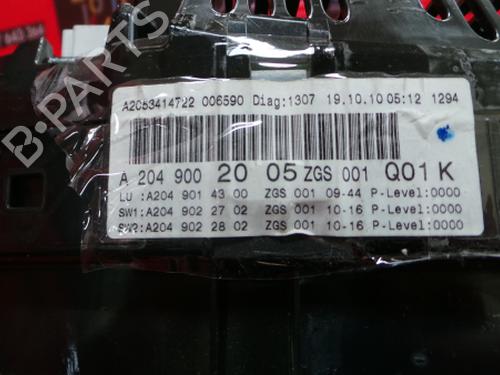 A2C53414722 006590 Diag:1307 19.10.10 05:12 1294
A 204 900 20 05 ZGS 001 Q01 K
LU :A204 901 43 00 ZGS 001 09-44 P-Level:0000
SW1:A204 902 27 02 ZGS 001 10-16 P-Level:0000
SW2:A204 902 28 02 ZGS 001 10-16 P-Level:0000
B-PARTS